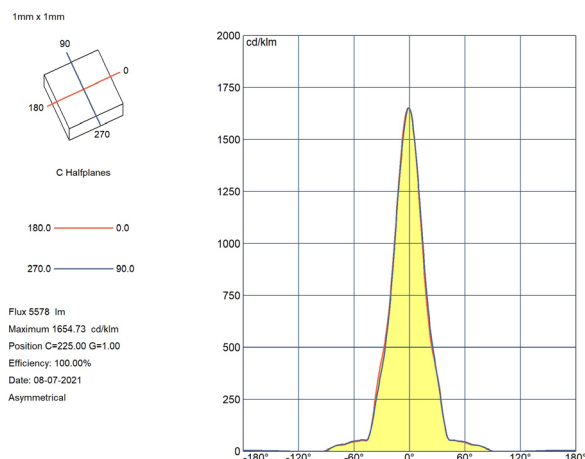 1mm x 1mm
90
0
180
270
C Halfplanes
180.0 0.0
270.0 90.0
Flux 5578 lm
Maximum 1654.73 cd/klm
Position C=225.00 G=1.00
Efficiency: 100.00%
Date: 08-07-2021
Asymmetrical
cd/klm
2000
1750
1500
1250
1000
750
500
250
0
-180° -120° -60° 0° 60° 120° 180°